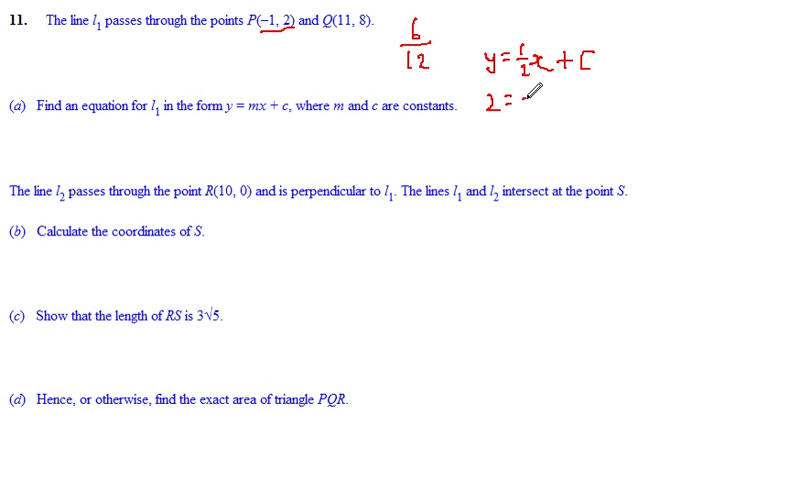 11. The line l₁ passes through the points P(−1, 2) and Q(11, 8).
6
12
y = 1/2 x + C
(a) Find an equation for l₁ in the form y = mx + c, where m and c are constants.
2 = -
The line l₂ passes through the point R(10, 0) and is perpendicular to l₁. The lines l₁ and l₂ intersect at the point S.
(b) Calculate the coordinates of S.
(c) Show that the length of RS is 3√5.
(d) Hence, or otherwise, find the exact area of triangle PQR.